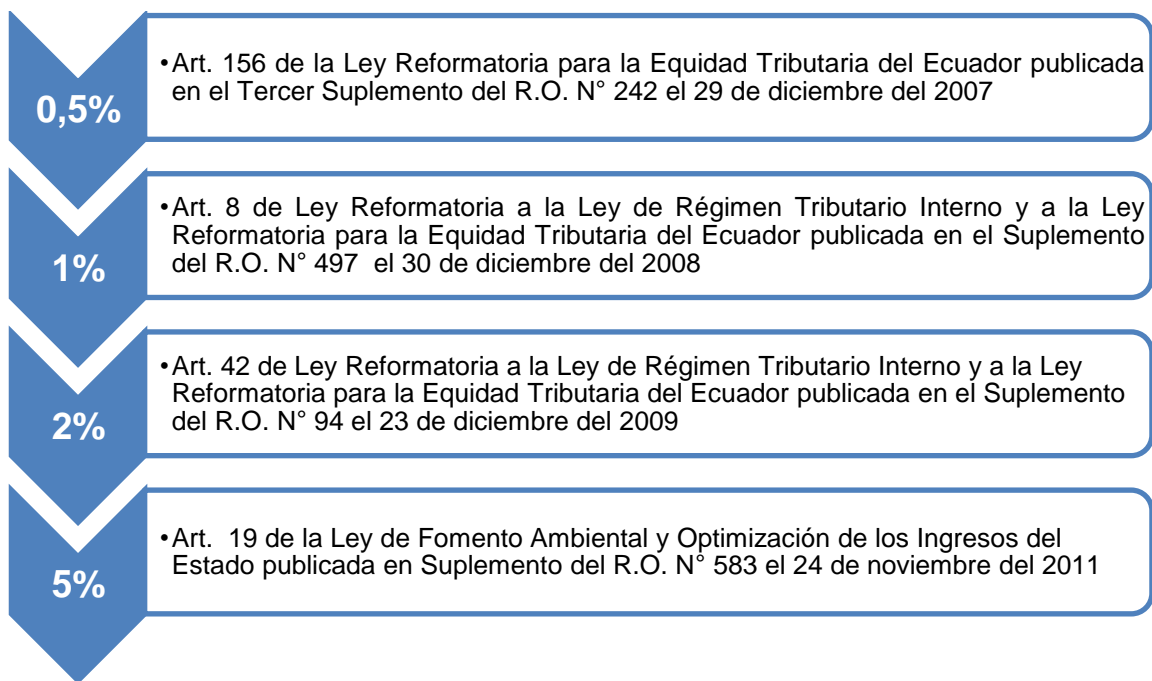 0,5%
•Art. 156 de la Ley Reformatoria para la Equidad Tributaria del Ecuador publicada
en el Tercer Suplemento del R.O. N° 242 el 29 de diciembre del 2007
1%
•Art. 8 de Ley Reformatoria a la Ley de Régimen Tributario Interno y a la Ley
Reformatoria para la Equidad Tributaria del Ecuador publicada en el Suplemento
del R.O. N° 497 el 30 de diciembre del 2008
2%
•Art. 42 de Ley Reformatoria a la Ley de Régimen Tributario Interno y a la Ley
Reformatoria para la Equidad Tributaria del Ecuador publicada en el Suplemento
del R.O. N° 94 el 23 de diciembre del 2009
5%
•Art. 19 de la Ley de Fomento Ambiental y Optimización de los Ingresos del
Estado publicada en Suplemento del R.O. N° 583 el 24 de noviembre del 2011